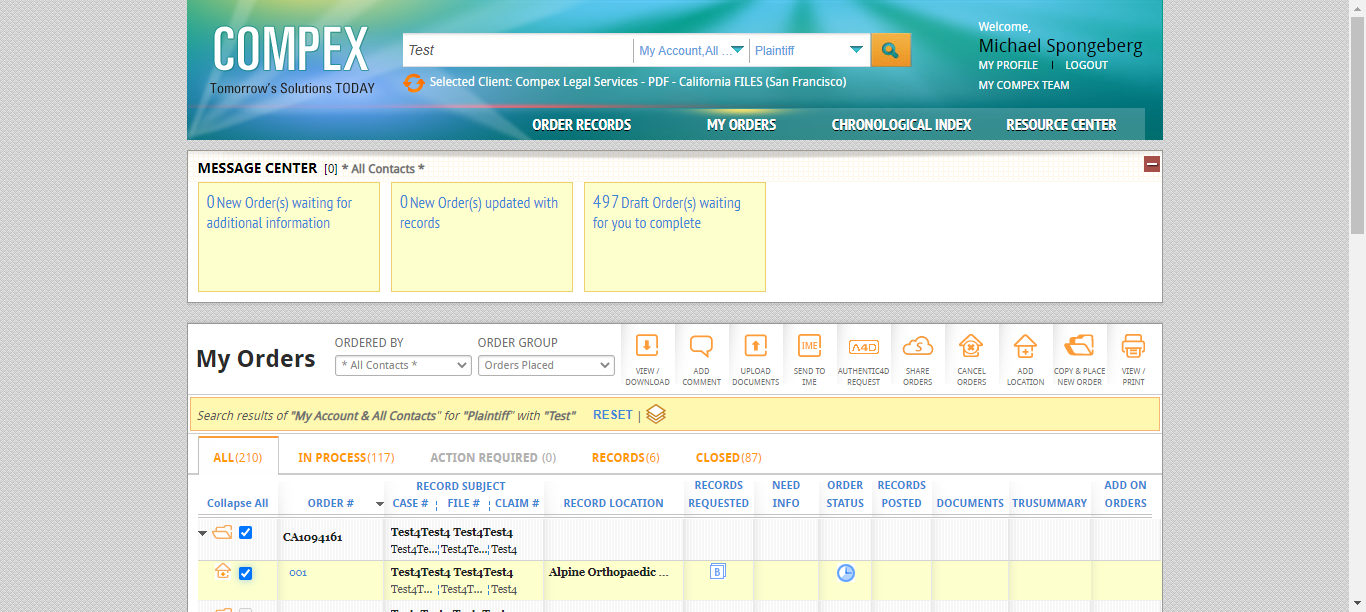 COMPEX
Tomorrow's Solutions TODAY
Test
My Account,All ...
Plaintiff
Selected Client: Compex Legal Services - PDF - California FILES (San Francisco)
Welcome,
Michael Spongeberg
MY PROFILE | LOGOUT
MY COMPEX TEAM
ORDER RECORDS MY ORDERS CHRONOLOGICAL INDEX RESOURCE CENTER
MESSAGE CENTER [0] * All Contacts *
0 New Order(s) waiting for
additional information
0 New Order(s) updated with
records
497 Draft Order(s) waiting
for you to complete
My Orders
ORDERED BY
* All Contacts *
ORDER GROUP
Orders Placed
VIEW /
DOWNLOAD
ADD
COMMENT
UPLOAD
DOCUMENTS
IME
SEND TO
IME
A4D
AUTHENTIC4D
REQUEST
S
SHARE
ORDERS
CANCEL
ORDERS
ADD
LOCATION
COPY & PLACE
NEW ORDER
VIEW /
PRINT
Search results of "My Account & All Contacts" for "Plaintiff" with "Test" RESET |
ALL(210) IN PROCESS(117) ACTION REQUIRED (0) RECORDS(6) CLOSED(87)
Collapse All
ORDER #
RECORD SUBJECT
CASE # ¦ FILE # ¦ CLAIM #
RECORD LOCATION
RECORDS
REQUESTED
NEED
INFO
ORDER
STATUS
RECORDS
POSTED
DOCUMENTS
TRUSUMMARY
ADD ON
ORDERS
CA1094161
Test4Test4 Test4Test4
Test4Te...¦Test4Te...¦Test4
001
Test4Test4 Test4Test4
Test4T... ¦Test4T... ¦Test4
Alpine Orthopaedic ...
B